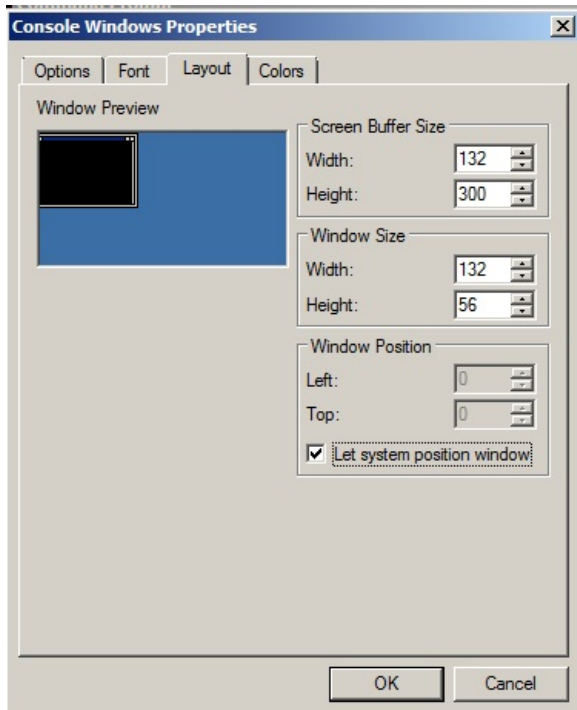 Console Windows Properties
Options Font Layout Colors
Window Preview
Screen Buffer Size
Width: 132
Height: 300
Window Size
Width: 132
Height: 56
Window Position
Left: 0
Top: 0
Let system position window
OK Cancel